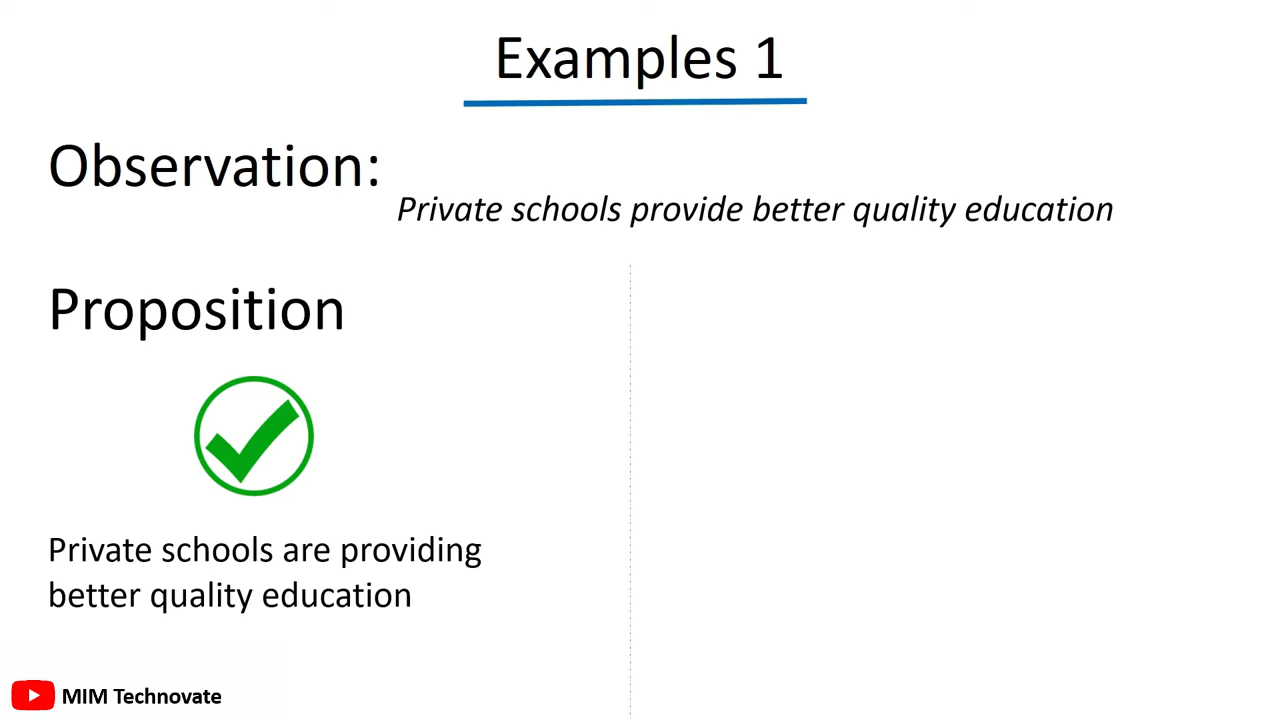 Examples 1
Observation:
Private schools provide better quality education
Proposition
Private schools are providing
better quality education
MIM Technovate